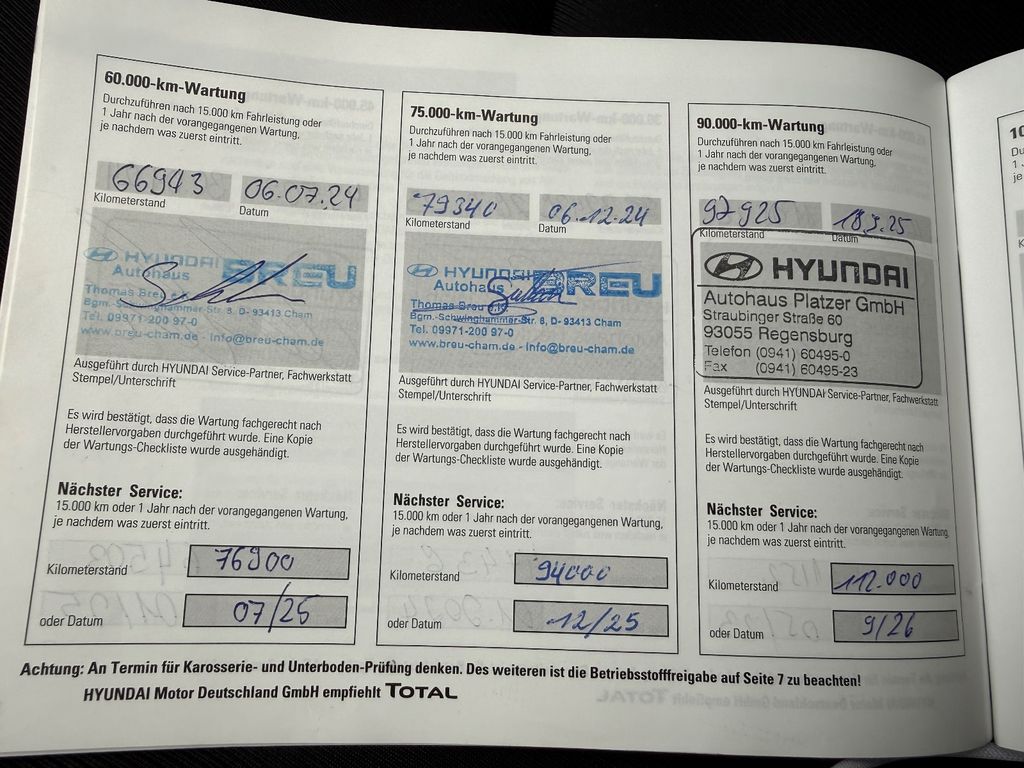 60.000-km-Wartung
Durchzuführen nach 15.000 km Fahrleistung oder
1 Jahr nach der vorangegangenen Wartung,
je nachdem was zuerst eintritt.
66943 06.07.24
Kilometerstand Datum
HYUNDAI BREU
Autohaus
Thomas Breu
Bgm.-Schwinghammer-Str. 8, D- 93413 Cham
Tel. 09971-200 97-0
www.breu-cham.de - info@breu-cham.de
Ausgeführt durch HYUNDAI Service-Partner, Fachwerkstatt
Stempel/Unterschrift
Es wird bestätigt, dass die Wartung fachgerecht nach
Herstellervorgaben durchgeführt wurde. Eine Kopie
der Wartungs-Checkliste wurde ausgehändigt.
Nächster Service:
15.000 km oder 1 Jahr nach der vorangegangenen Wartung,
je nachdem was zuerst eintritt.
Kilometerstand 76900
oder Datum 07/25
75.000-km-Wartung
Durchzuführen nach 15.000 km Fahrleistung oder
1 Jahr nach der vorangegangenen Wartung,
je nachdem was zuerst eintritt.
79340 06.12.24
Kilometerstand Datum
HYUNDAI BREU
Autohaus
Thomas Breu
Bgm.-Schwinghammer-Str. 8, D- 93413 Cham
Tel. 09971-200 97-0
www.breu-cham.de - info@breu-cham.de
Ausgeführt durch HYUNDAI Service-Partner, Fachwerkstatt
Stempel/Unterschrift
Es wird bestätigt, dass die Wartung fachgerecht nach
Herstellervorgaben durchgeführt wurde. Eine Kopie
der Wartungs-Checkliste wurde ausgehändigt.
Nächster Service:
15.000 km oder 1 Jahr nach der vorangegangenen Wartung,
je nachdem was zuerst eintritt.
Kilometerstand 94000
oder Datum 12/25
90.000-km-Wartung
Durchzuführen nach 15.000 km Fahrleistung oder
1 Jahr nach der vorangegangenen Wartung,
je nachdem was zuerst eintritt.
97925 18.9.25
Kilometerstand Datum
HYUNDAI
Autohaus Platzer GmbH
Straubinger Straße 60
93055 Regensburg
Telefon (0941) 60495-0
Fax (0941) 60495-23
Ausgeführt durch HYUNDAI Service-Partner, Fachwerkstatt
Stempel/Unterschrift
Es wird bestätigt, dass die Wartung fachgerecht nach
Herstellervorgaben durchgeführt wurde. Eine Kopie
der Wartungs-Checkliste wurde ausgehändigt.
Nächster Service:
15.000 km oder 1 Jahr nach der vorangegangenen Wartung,
je nachdem was zuerst eintritt.
Kilometerstand 112.000
oder Datum 9/26
Achtung: An Termin für Karosserie- und Unterboden-Prüfung denken. Des weiteren ist die Betriebsstofffreigabe auf Seite 7 zu beachten!
HYUNDAI Motor Deutschland GmbH empfiehlt TOTAL